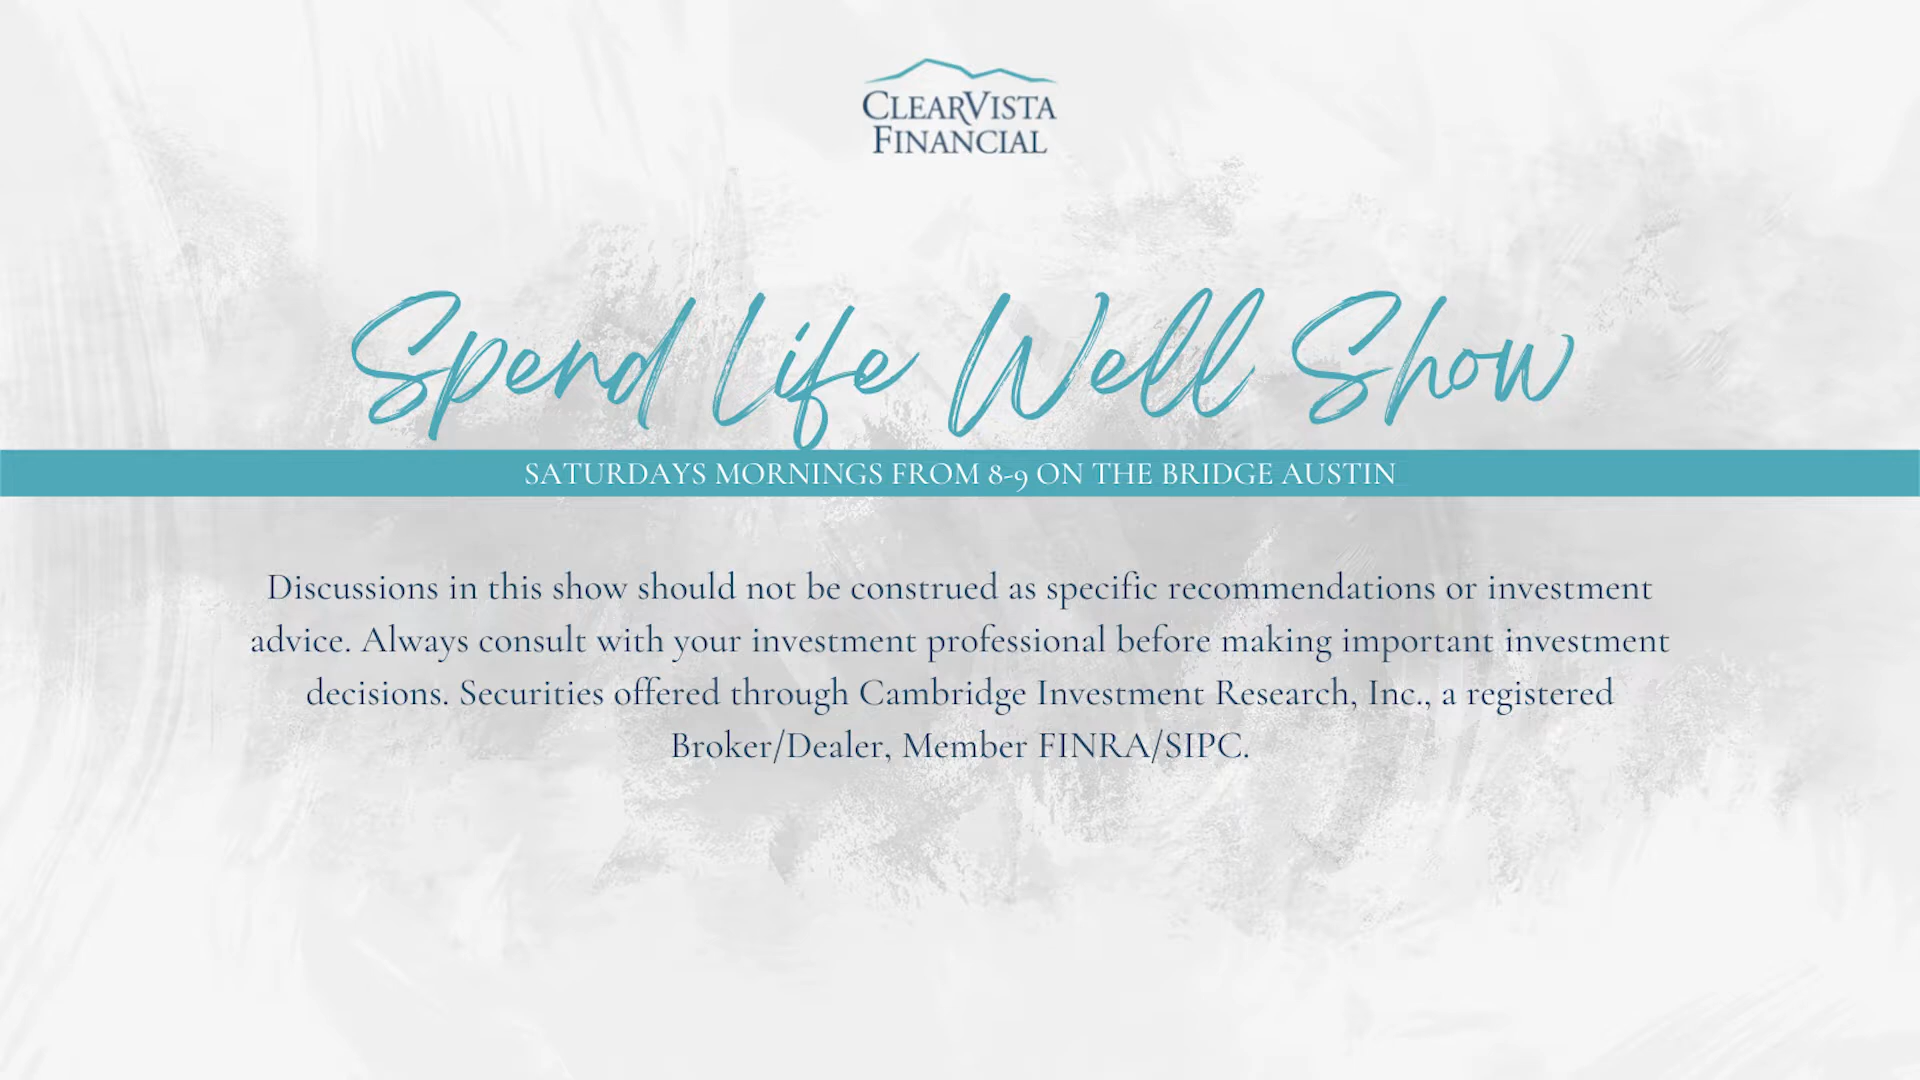 CLEARVISTA
FINANCIAL
Spend Life Well Show
SATURDAYS MORNINGS FROM 8-9 ON THE BRIDGE AUSTIN
Discussions in this show should not be construed as specific recommendations or investment
advice. Always consult with your investment professional before making important investment
decisions. Securities offered through Cambridge Investment Research, Inc., a registered
Broker/Dealer, Member FINRA/SIPC.